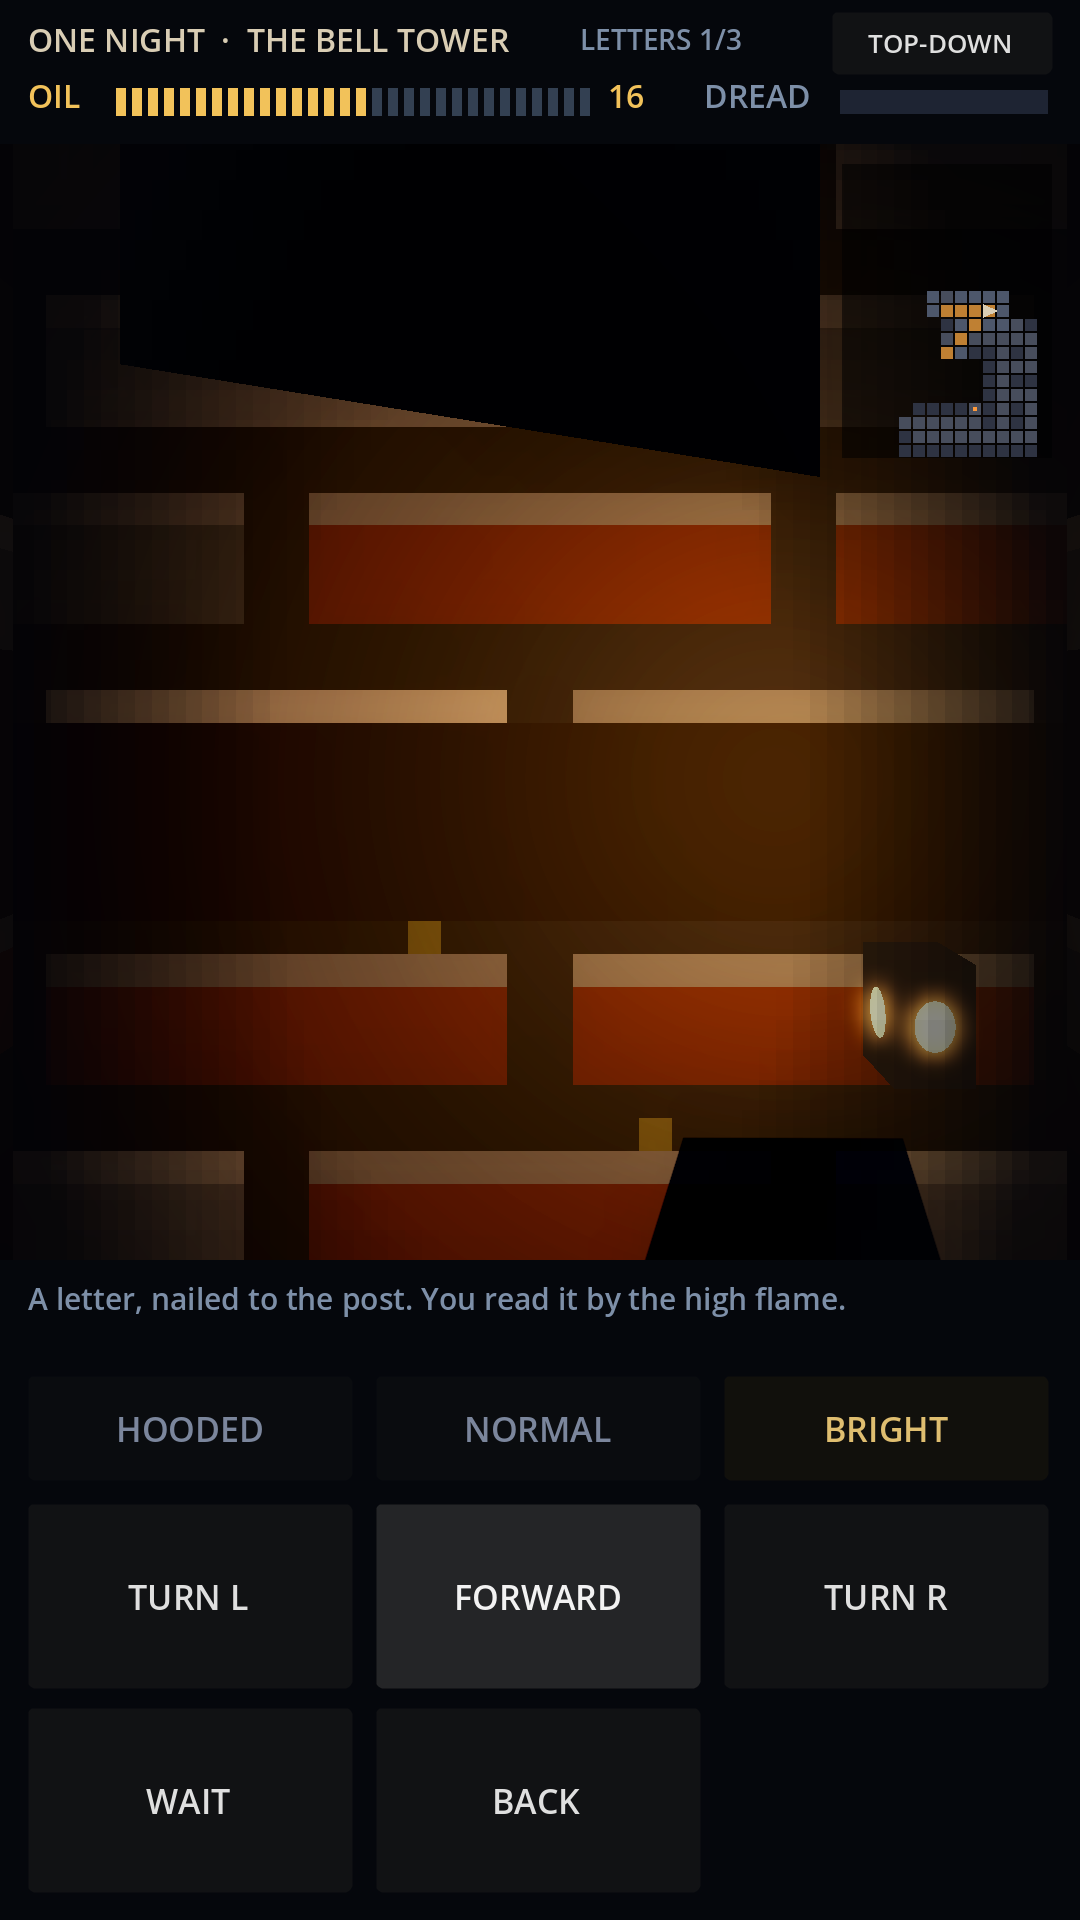 ONE NIGHT · THE BELL TOWER
LETTERS 1/3
TOP-DOWN
OIL
16
DREAD
A letter, nailed to the post. You read it by the high flame.
HOODED
NORMAL
BRIGHT
TURN L
FORWARD
TURN R
WAIT
BACK